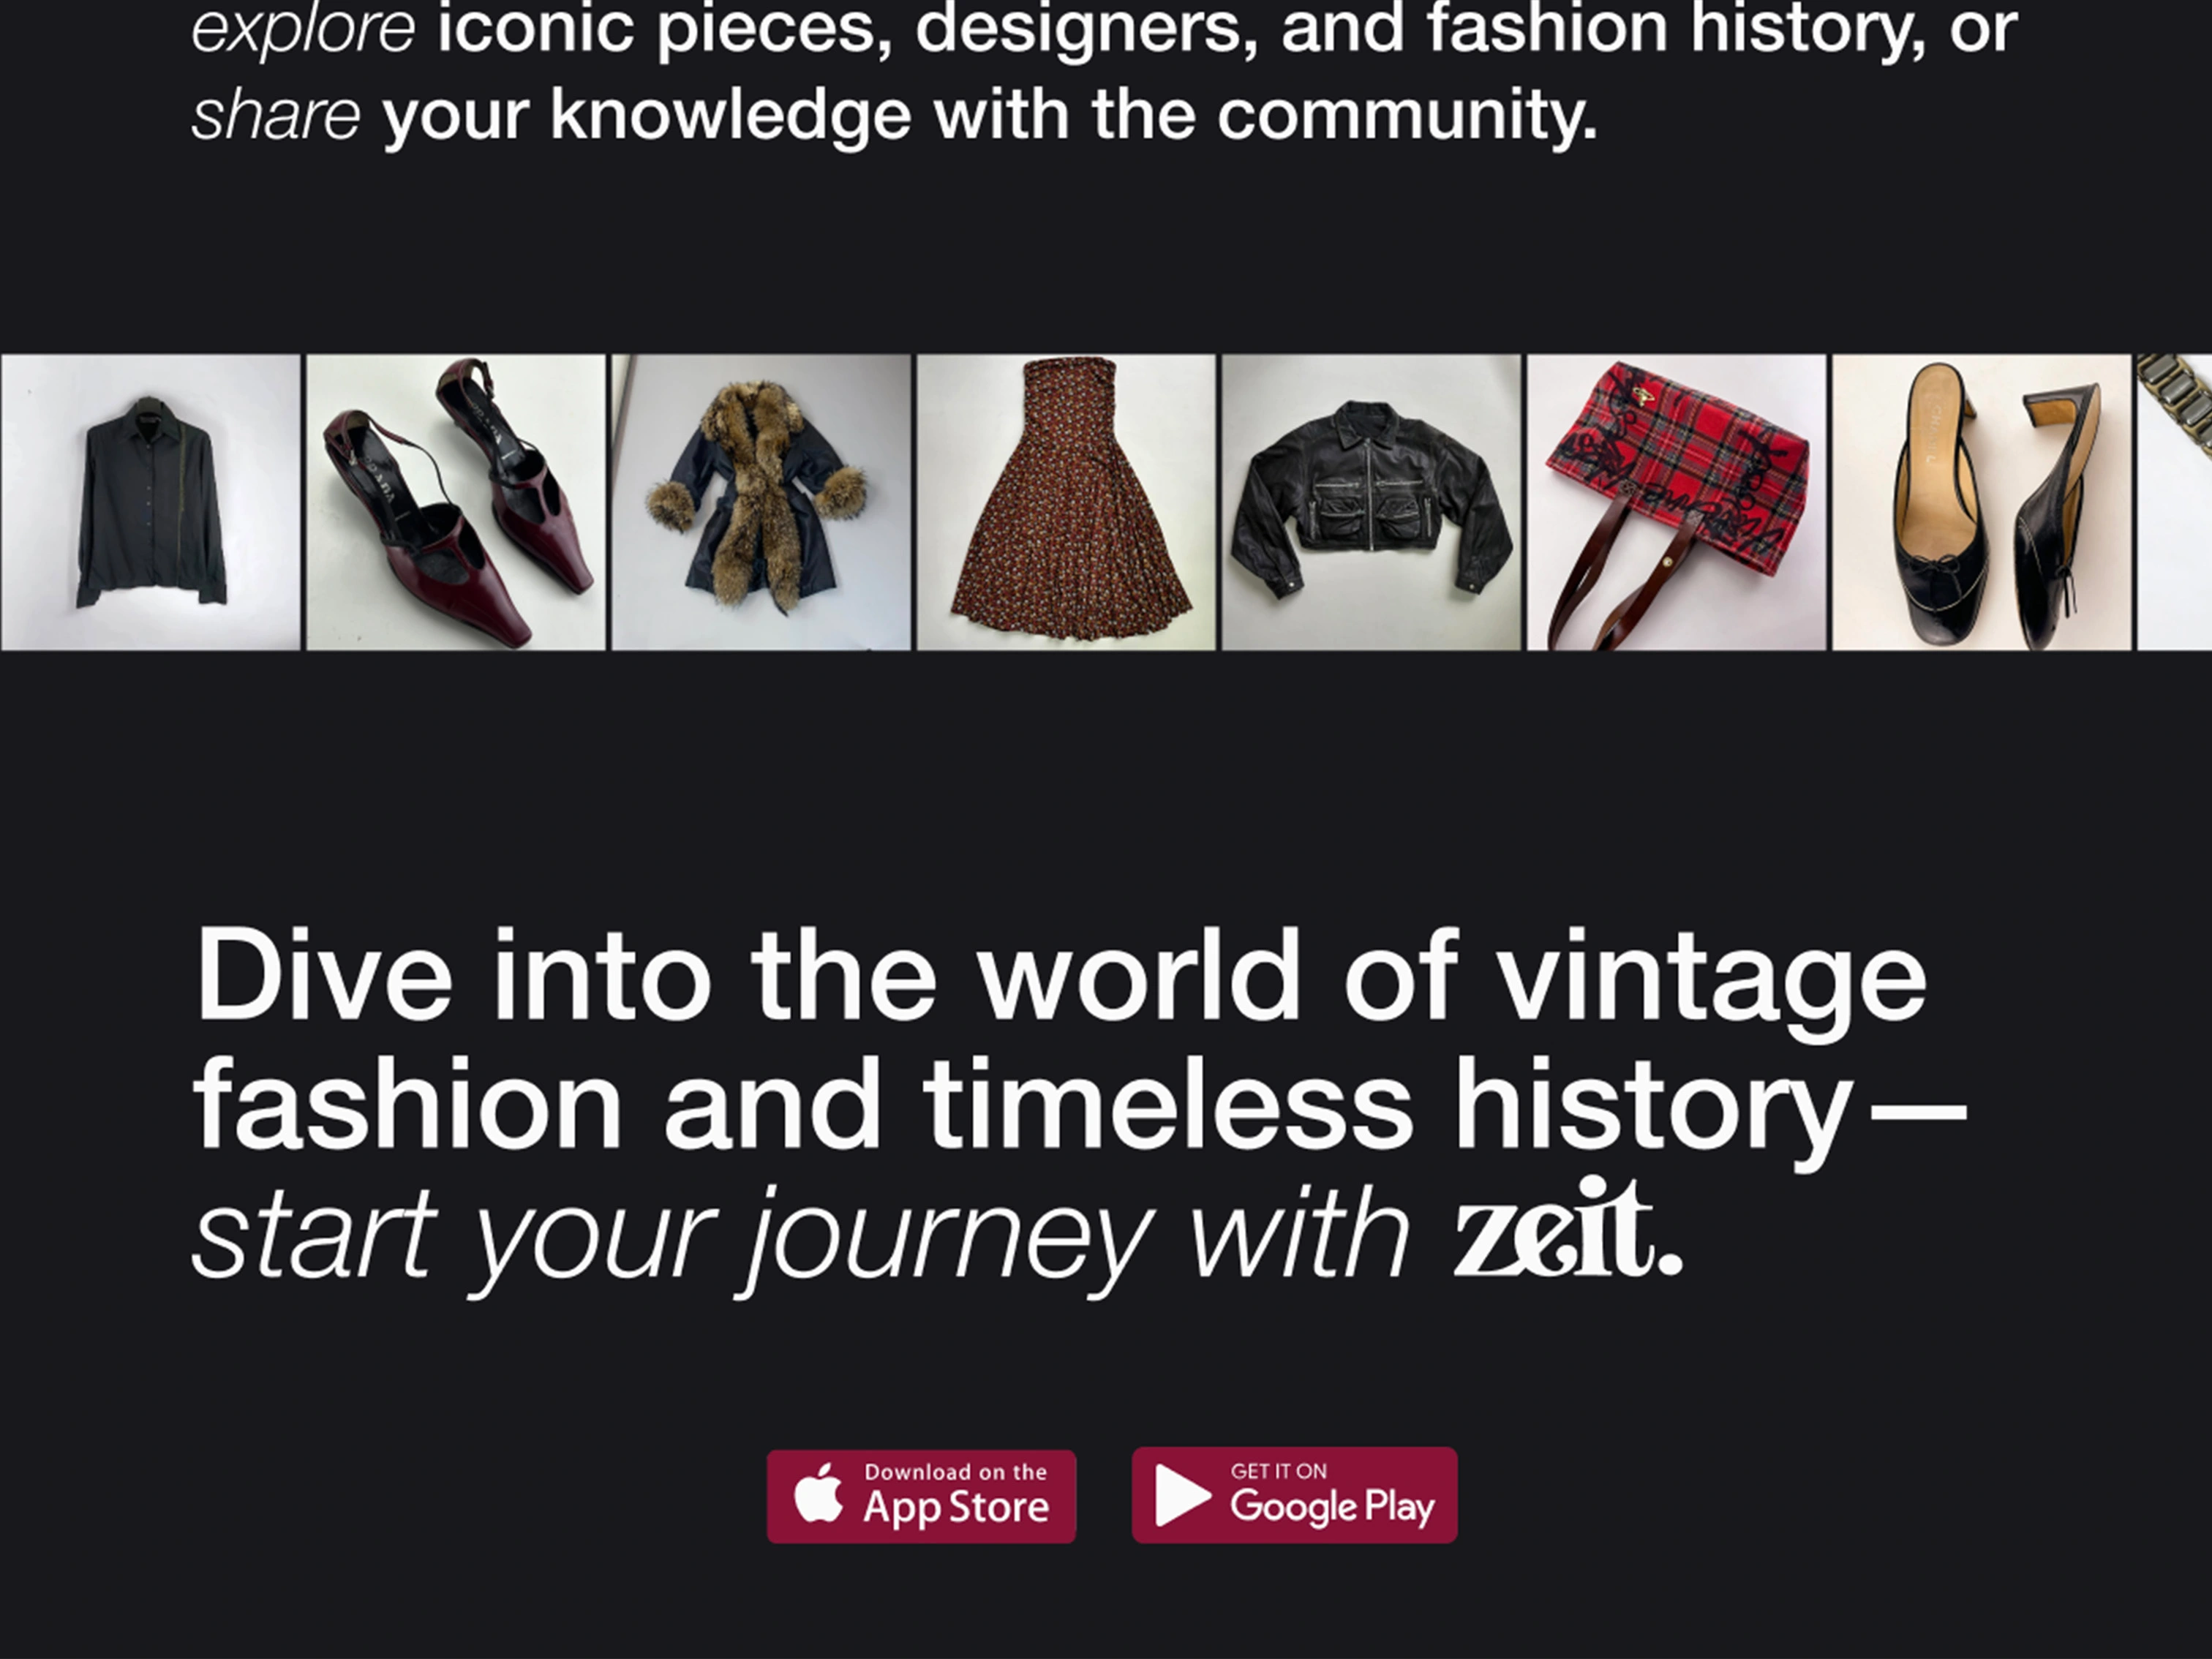 explore iconic pieces, designers, and fashion history, or
share your knowledge with the community.
PRADA
PRADA
Dive into the world of vintage
fashion and timeless history—
start your journey with zeit.
Download on the
App Store
GET IT ON
Google Play